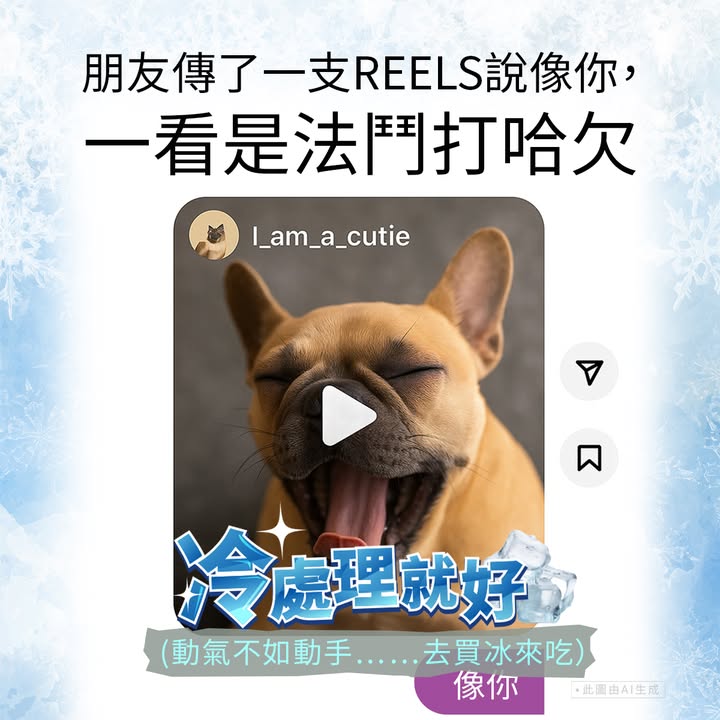 朋友傳了一支REELS說像你，
一看是法鬥打哈欠
I_am_a_cutie
冷處理就好
(動氣不如動手……去買冰來吃)
像你
•此圖由AI生成